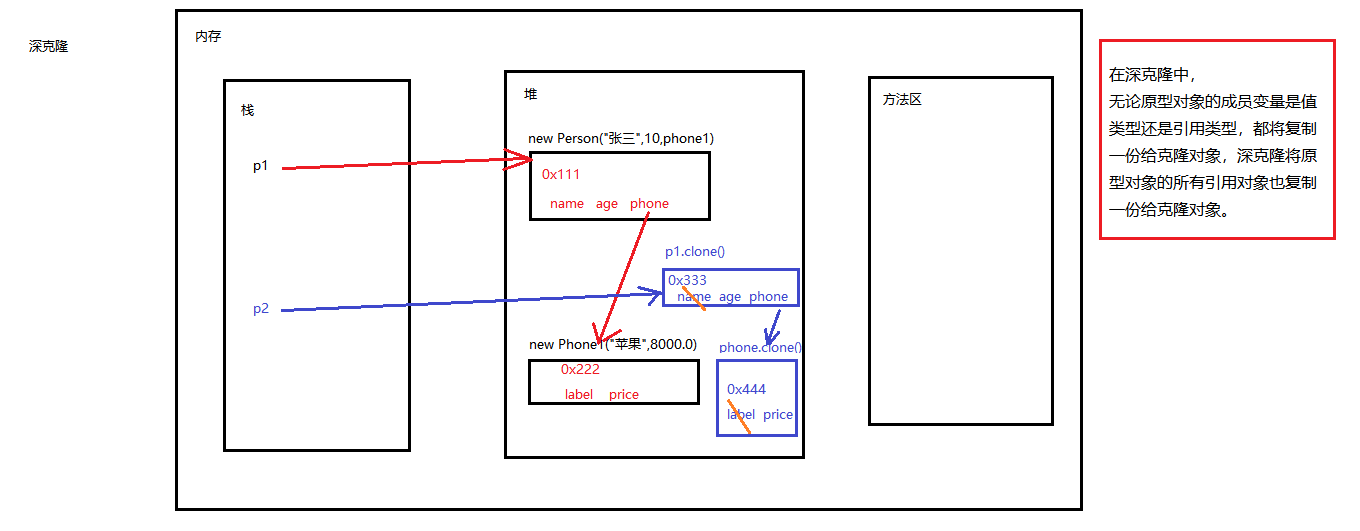 深克隆
内存
栈
堆
方法区
new Person("张三",10,phone1)
p1
0x111
name age phone
p1.clone()
p2
0x333
name age phone
new Phone1("苹果",8000.0)
phone.clone()
0x222
label price
0x444
label price
在深克隆中，
无论原型对象的成员变量是值
类型还是引用类型，都将复制
一份给克隆对象，深克隆将原
型对象的所有引用对象也复制
一份给克隆对象。